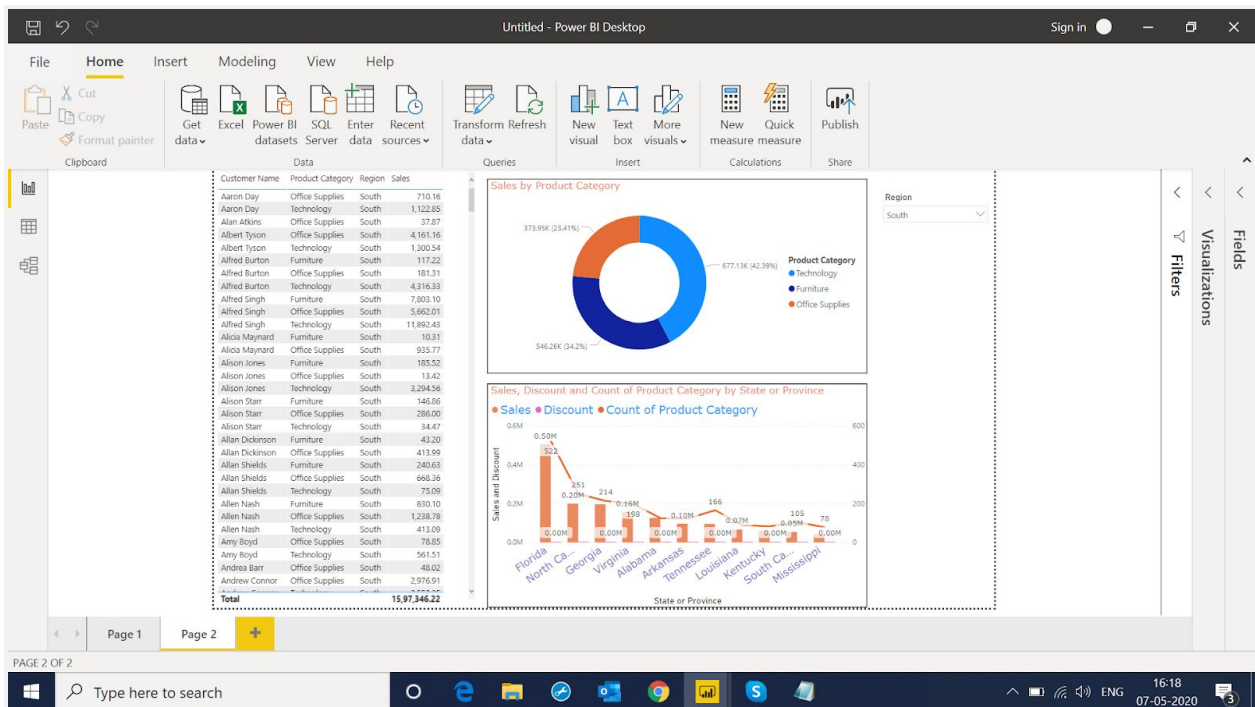 Untitled - Power BI Desktop
Sign in
File Home Insert Modeling View Help
Paste
Cut
Copy
Format painter
Clipboard
Get data
Excel
Power BI datasets
SQL Server
Enter data
Recent sources
Data
Transform data
Refresh
Queries
New visual
Text box
More visuals
Insert
New measure
Quick measure
Calculations
Publish
Share
Customer Name Product Category Region Sales
Aaron Day Office Supplies South 710.16
Aaron Day Technology South 1,122.85
Alan Atkins Office Supplies South 37.87
Albert Tyson Office Supplies South 4,161.16
Albert Tyson Technology South 1,300.54
Alfred Burton Furniture South 117.22
Alfred Burton Office Supplies South 181.31
Alfred Burton Technology South 4,316.33
Alfred Singh Furniture South 7,803.10
Alfred Singh Office Supplies South 5,662.01
Alfred Singh Technology South 11,892.43
Alicia Maynard Furniture South 10.31
Alicia Maynard Office Supplies South 935.77
Alison Jones Furniture South 185.52
Alison Jones Office Supplies South 13.42
Alison Jones Technology South 3,294.56
Alison Starr Furniture South 146.86
Alison Starr Office Supplies South 286.00
Alison Starr Technology South 34.47
Allan Dickinson Furniture South 43.20
Allan Dickinson Office Supplies South 413.99
Allan Shields Furniture South 240.63
Allan Shields Office Supplies South 668.36
Allan Shields Technology South 75.09
Allen Nash Furniture South 830.10
Allen Nash Office Supplies South 1,238.78
Allen Nash Technology South 413.09
Amy Boyd Office Supplies South 78.85
Amy Boyd Technology South 561.51
Andrea Barr Office Supplies South 48.02
Andrew Connor Office Supplies South 2,976.91
Total 15,97,346.22
Sales by Product Category
373.95K (23.41%)
677.13K (42.39%)
546.26K (34.2%)
Product Category
Technology
Furniture
Office Supplies
Region
South
Sales, Discount and Count of Product Category by State or Province
Sales Discount Count of Product Category
Sales and Discount
0.6M
0.4M
0.2M
0.0M
600
400
200
0
0.50M
522
251
0.20M
214
0.16M
198
0.10M
166
0.07M
0.05M
105
78
0.00M 0.00M 0.00M 0.00M 0.00M 0.00M
Florida
North Ca...
Georgia
Virginia
Alabama
Arkansas
Tennessee
Louisiana
Kentucky
South Ca...
Mississippi
State or Province
Filters
Visualizations
Fields
Page 1 Page 2
PAGE 2 OF 2
Type here to search
ENG
16:18
07-05-2020
3